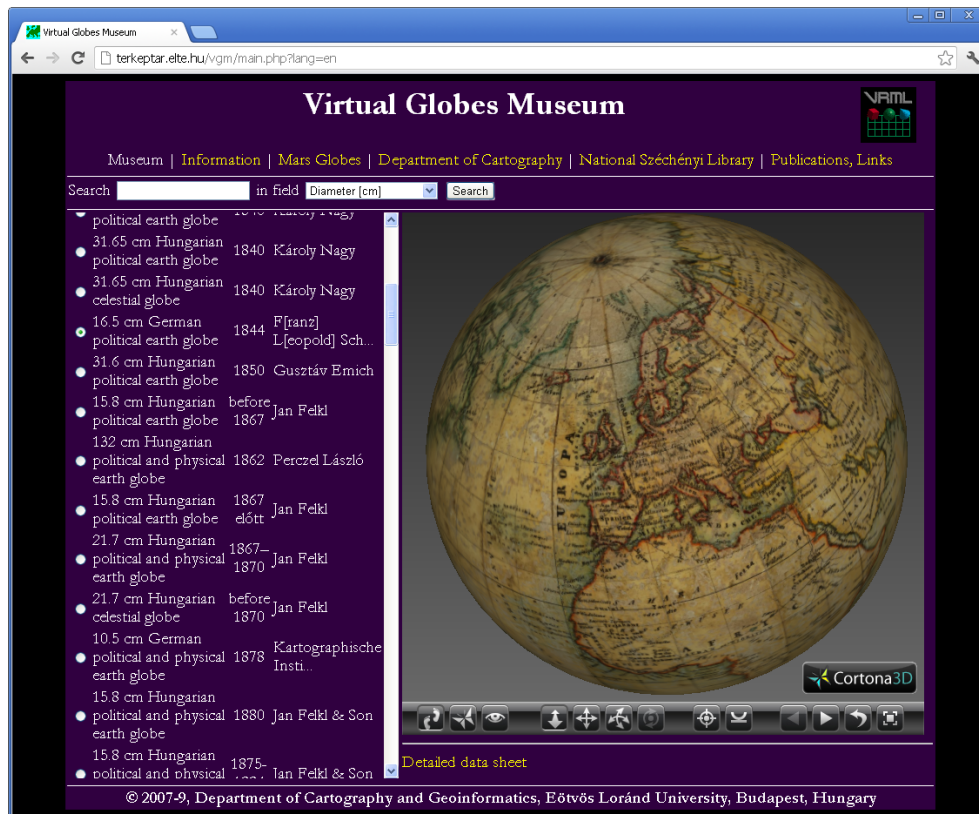 Virtual Globes Museum
terkeptar.elte.hu/vgm/main.php?lang=en
Virtual Globes Museum
VRML
Museum | Information | Mars Globes | Department of Cartography | National Széchényi Library | Publications, Links
Search in field Diameter [cm] Search
political earth globe 1840 Károly Nagy
31.65 cm Hungarian
political earth globe 1840 Károly Nagy
31.65 cm Hungarian
celestial globe 1840 Károly Nagy
16.5 cm German
political earth globe 1844 F[ranz]
L[eopold] Sch...
31.6 cm Hungarian
political earth globe 1850 Gusztáv Emich
15.8 cm Hungarian
political earth globe before
1867 Jan Felkl
132 cm Hungarian
political and physical
earth globe 1862 Perczel László
15.8 cm Hungarian
political earth globe 1867
előtt Jan Felkl
21.7 cm Hungarian
political and physical
earth globe 1867–
1870 Jan Felkl
21.7 cm Hungarian
celestial globe before
1870 Jan Felkl
10.5 cm German
political and physical
earth globe 1878 Kartographische
Insti...
15.8 cm Hungarian
political and physical
earth globe 1880 Jan Felkl & Son
15.8 cm Hungarian
political and physical 1875- Jan Felkl & Son
EUROPA
Cortona3D
Detailed data sheet
© 2007-9, Department of Cartography and Geoinformatics, Eötvös Loránd University, Budapest, Hungary